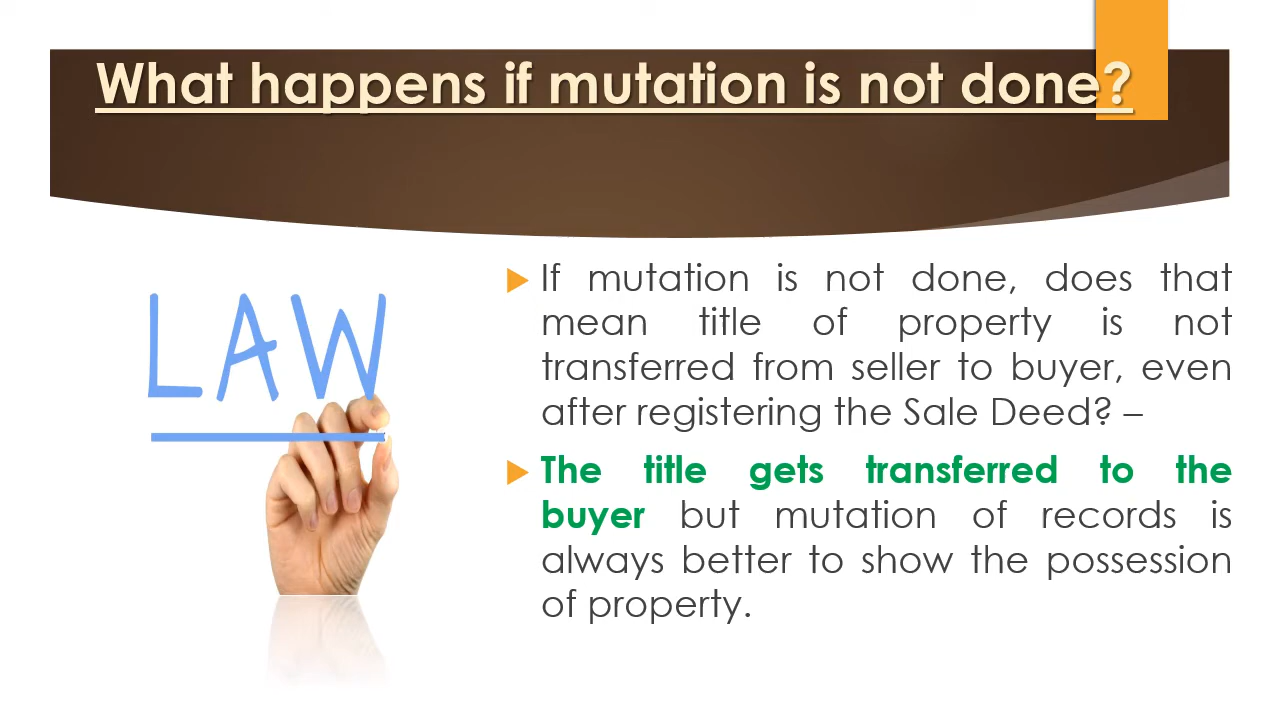 What happens if mutation is not done?
LAW
If mutation is not done, does that
mean title of property is not
transferred from seller to buyer, even
after registering the Sale Deed? –
The title gets transferred to the
buyer but mutation of records is
always better to show the possession
of property.